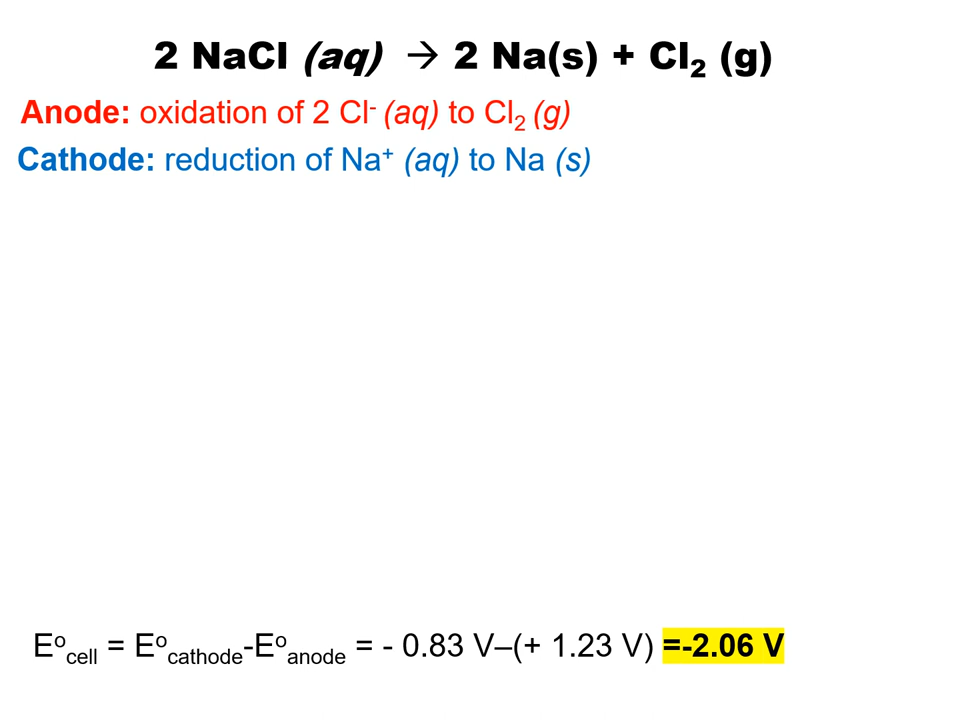 2 NaCl (aq) → 2 Na(s) + Cl₂ (g)
Anode: oxidation of 2 Cl⁻ (aq) to Cl₂ (g)
Cathode: reduction of Na⁺ (aq) to Na (s)
Eᵒcell = Eᵒcathode-Eᵒanode = - 0.83 V–(+ 1.23 V) =-2.06 V